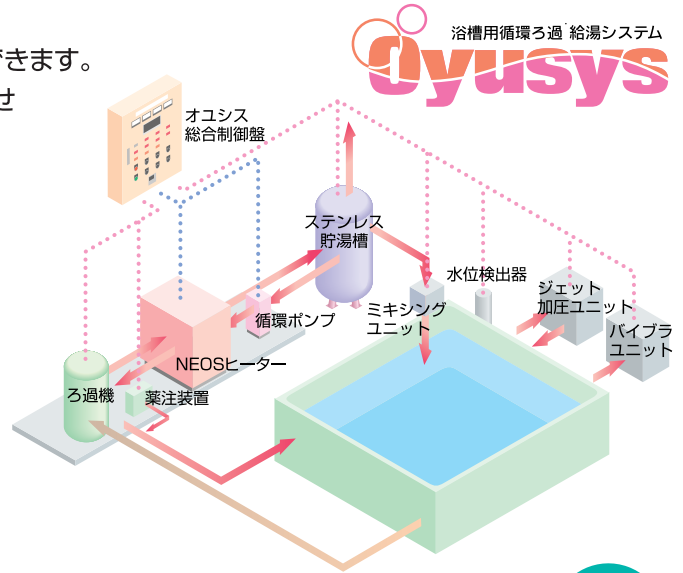 浴槽用循環ろ過 給湯システム
Oyusys
できます。
せ
オユシス
総合制御盤
ステンレス
貯湯槽
水位検出器
ジェット
加圧ユニット
ミキシング
ユニット
循環ポンプ
バイブラ
ユニット
NEOSヒーター
ろ過機
薬注装置